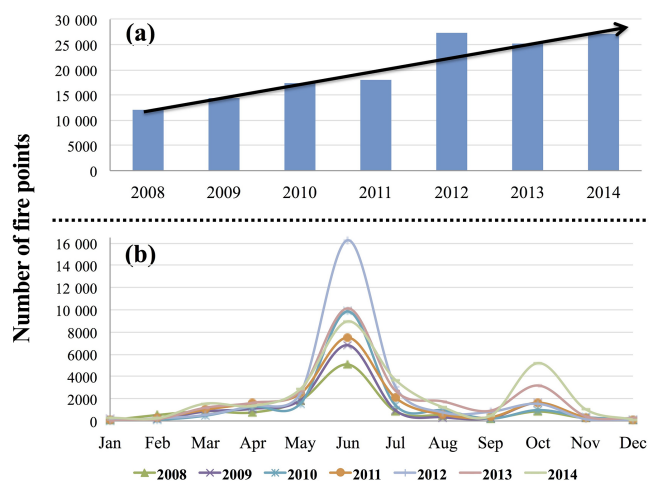 (a)
30 000
25 000
20 000
15 000
10 000
5000
0
2008 2009 2010 2011 2012 2013 2014
Number of fire points
(b)
16 000
14 000
12 000
10 000
8 000
6000
4000
2000
0
Jan Feb Mar Apr May Jun Jul Aug Sep Oct Nov Dec
2008 2009 2010 2011 2012 2013 2014